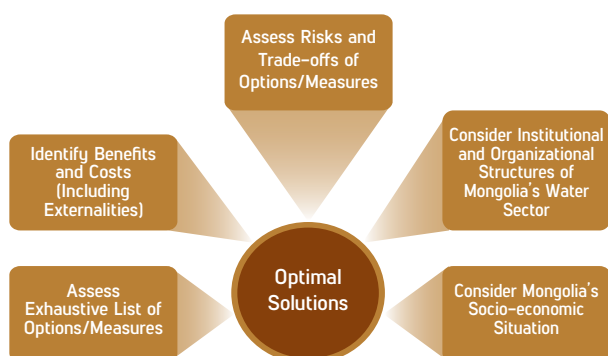 Assess Risks and
Trade-offs of
Options/Measures
Identify Benefits
and Costs
(Including
Externalities)
Consider Institutional
and Organizational
Structures of
Mongolia's Water
Sector
Assess
Exhaustive List of
Options/Measures
Optimal
Solutions
Consider Mongolia's
Socio-economic
Situation